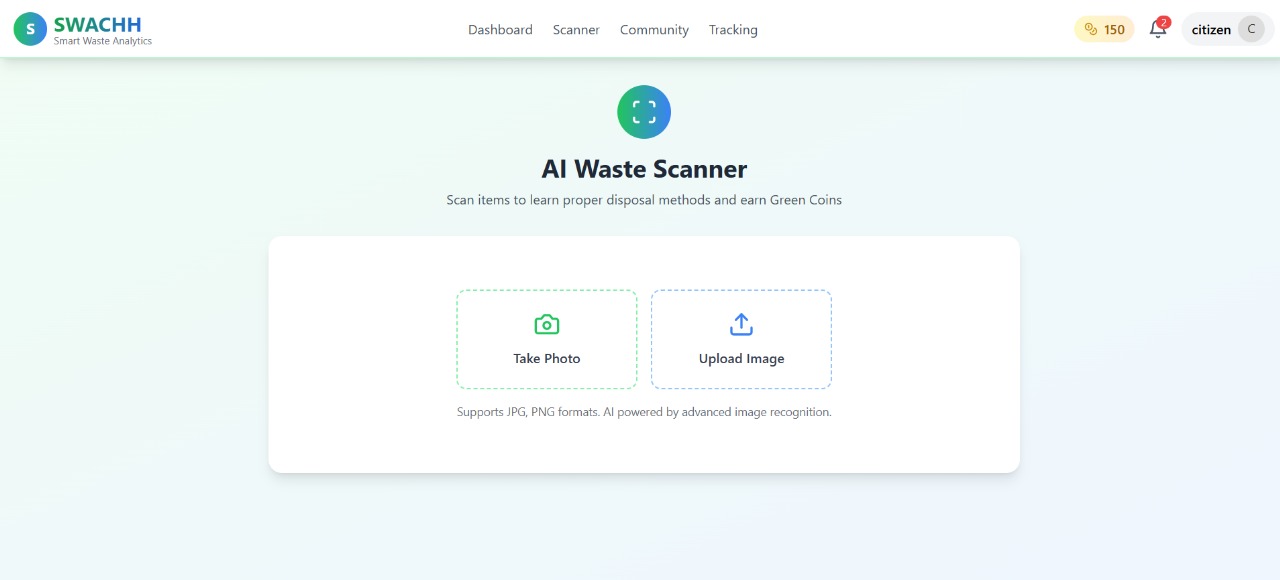 S
SWACHH
Smart Waste Analytics
Dashboard Scanner Community Tracking
150
2
citizen
C
AI Waste Scanner
Scan items to learn proper disposal methods and earn Green Coins
Take Photo
Upload Image
Supports JPG, PNG formats. AI powered by advanced image recognition.